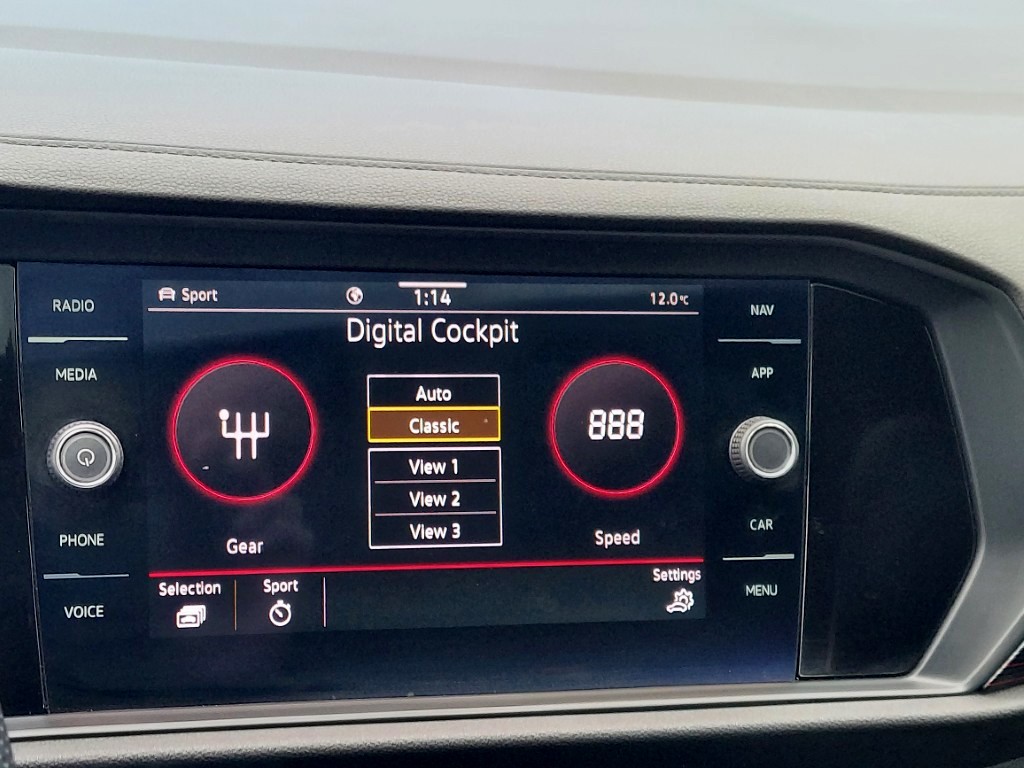 RADIO
MEDIA
PHONE
VOICE
Sport
1:14
12.0°C
Digital Cockpit
Auto
Classic
View 1
View 2
View 3
888
Gear
Speed
Selection
Sport
Settings
NAV
APP
CAR
MENU